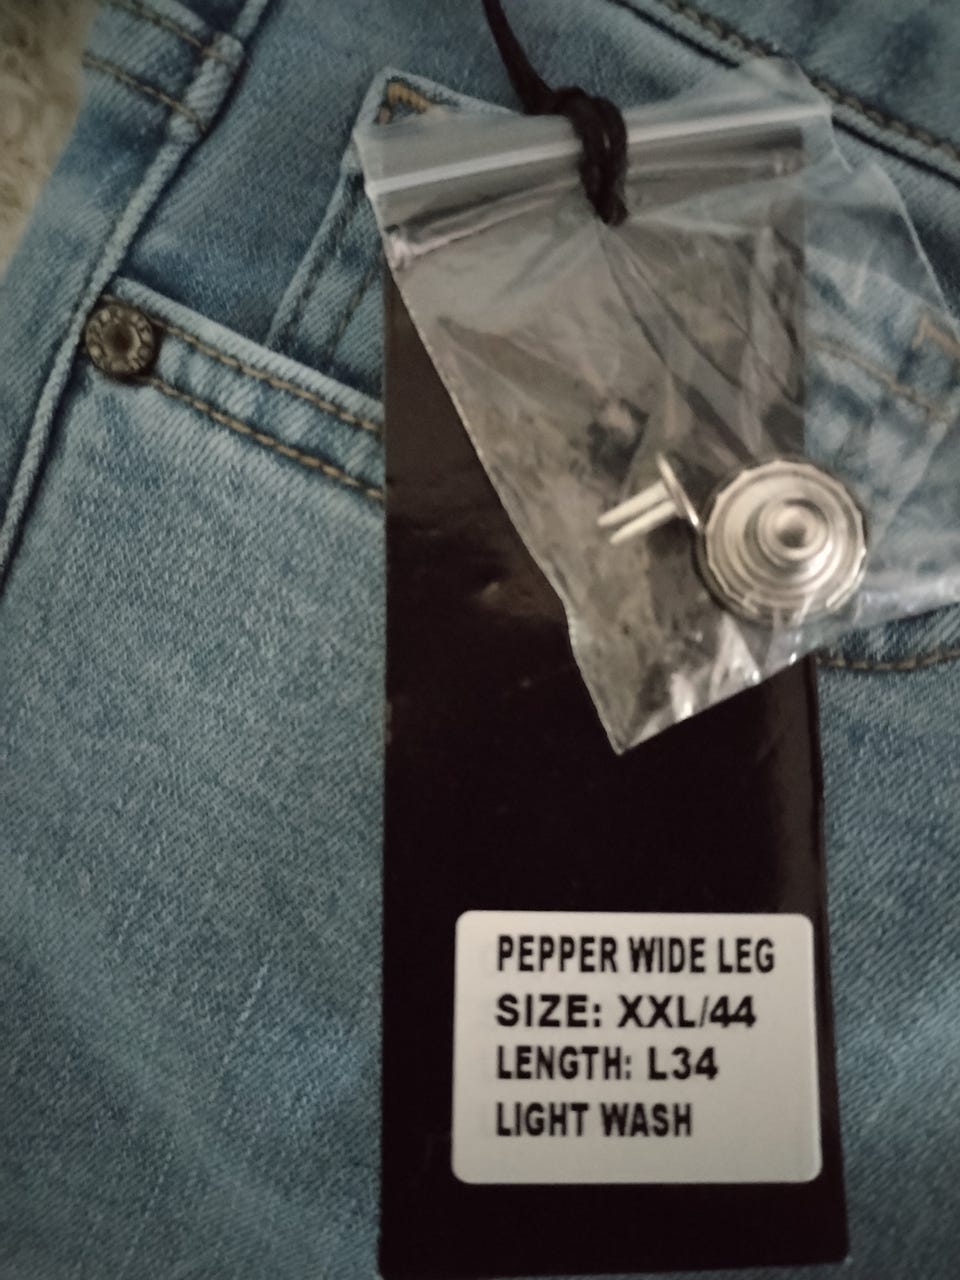 PEPPER WIDE LEG
SIZE: XXL/44
LENGTH: L34
LIGHT WASH